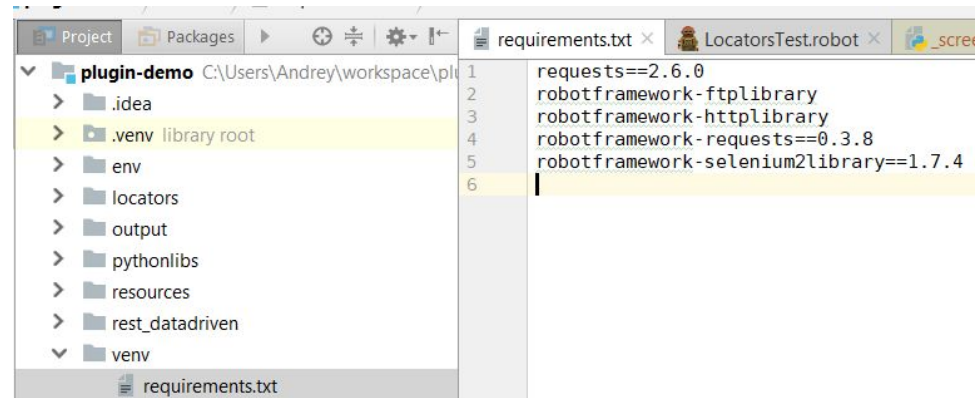 Project
Packages
plugin-demo C:\Users\Andrey\workspace\plu
.idea
.venv library root
env
locators
output
pythonlibs
resources
rest_datadriven
venv
requirements.txt
requirements.txt
LocatorsTest.robot
_scree
1 requests==2.6.0
2 robotframework-ftplibrary
3 robotframework-httplibrary
4 robotframework-requests==0.3.8
5 robotframework-selenium2library==1.7.4
6